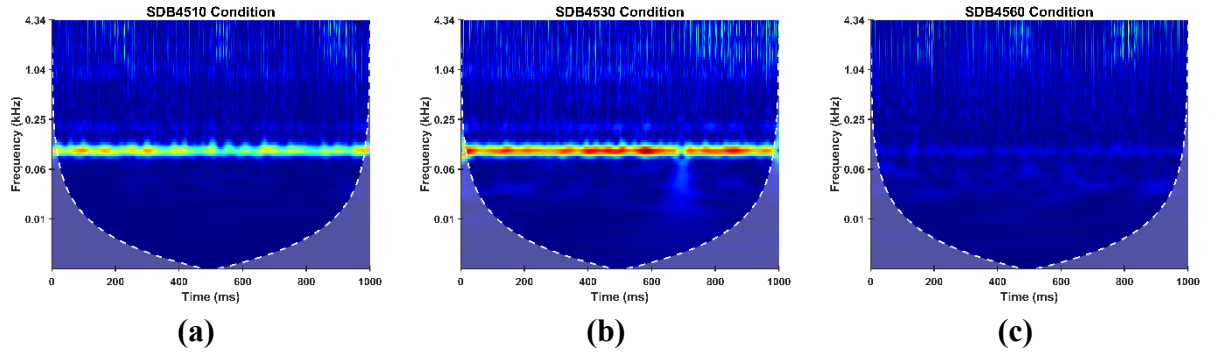 SDB4510 Condition
4.34
1.04
0.25
0.06
0.01
Frequency (kHz)
0
200
400
600
800
1000
Time (ms)
(a)
SDB4530 Condition
4.34
1.04
0.25
0.06
0.01
Frequency (kHz)
0
200
400
600
800
1000
Time (ms)
(b)
SDB4560 Condition
4.34
1.04
0.25
0.06
0.01
Frequency (kHz)
0
200
400
600
800
1000
Time (ms)
(c)